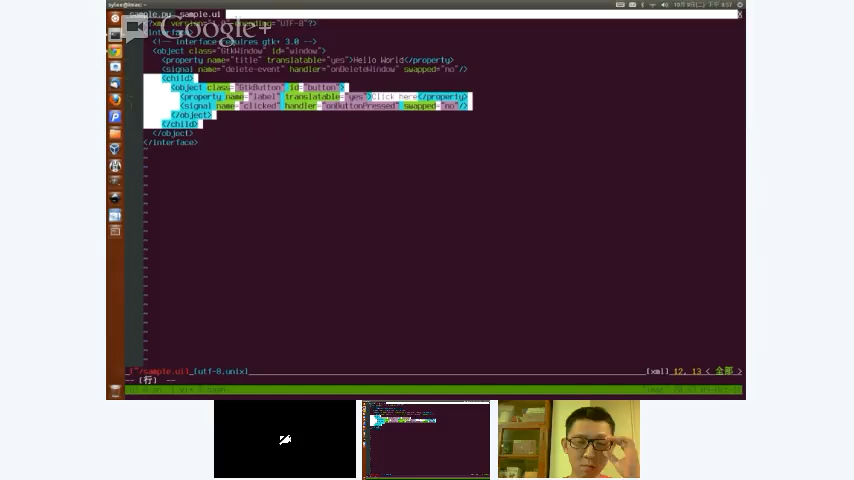 sylee@imac: ~
sample.py sample.ui X
<?xml version="1.0" encoding="UTF-8"?>
<interface>
Google+
<!-- interface requires gtk+ 3.0 -->
<object class="GtkWindow" id="window">
<property name="title" translatable="yes">Hello World</property>
<signal name="delete-event" handler="onDeleteWindow" swapped="no"/>
<child>
<object class="GtkButton" id="button">
<property name="label" translatable="yes">Click here</property>
<signal name="clicked" handler="onButtonPressed" swapped="no"/>
</object>
</child>
</object>
</interface>
[~/sample.ui] [utf-8,unix] [xml] 12, 13 < 全部 >
-- [行] --